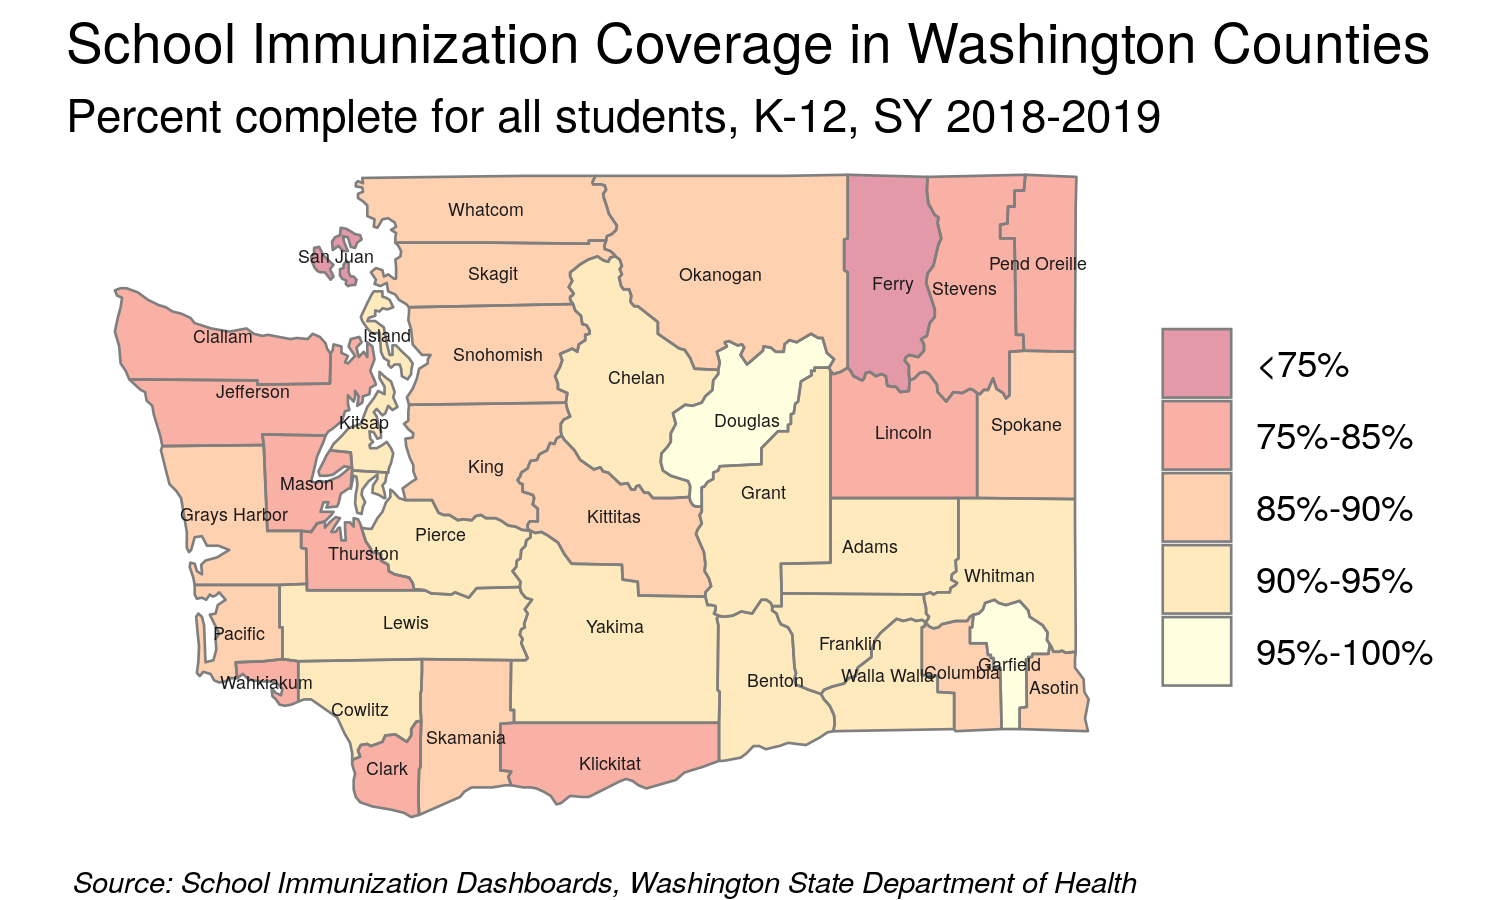 School Immunization Coverage in Washington Counties
Percent complete for all students, K-12, SY 2018-2019
Whatcom
San Juan
Skagit
Okanogan
Ferry
Stevens
Pend Oreille
Clallam
Island
Snohomish
Chelan
Jefferson
Kitsap
Douglas
Lincoln
Spokane
King
Mason
Grant
Grays Harbor
Kittitas
Pierce
Thurston
Adams
Whitman
Lewis
Yakima
Pacific
Franklin
Wahkiakum
Benton
Walla Walla
Columbia
Garfield
Asotin
Cowlitz
Skamania
Clark
Klickitat
<75%
75%-85%
85%-90%
90%-95%
95%-100%
Source: School Immunization Dashboards, Washington State Department of Health